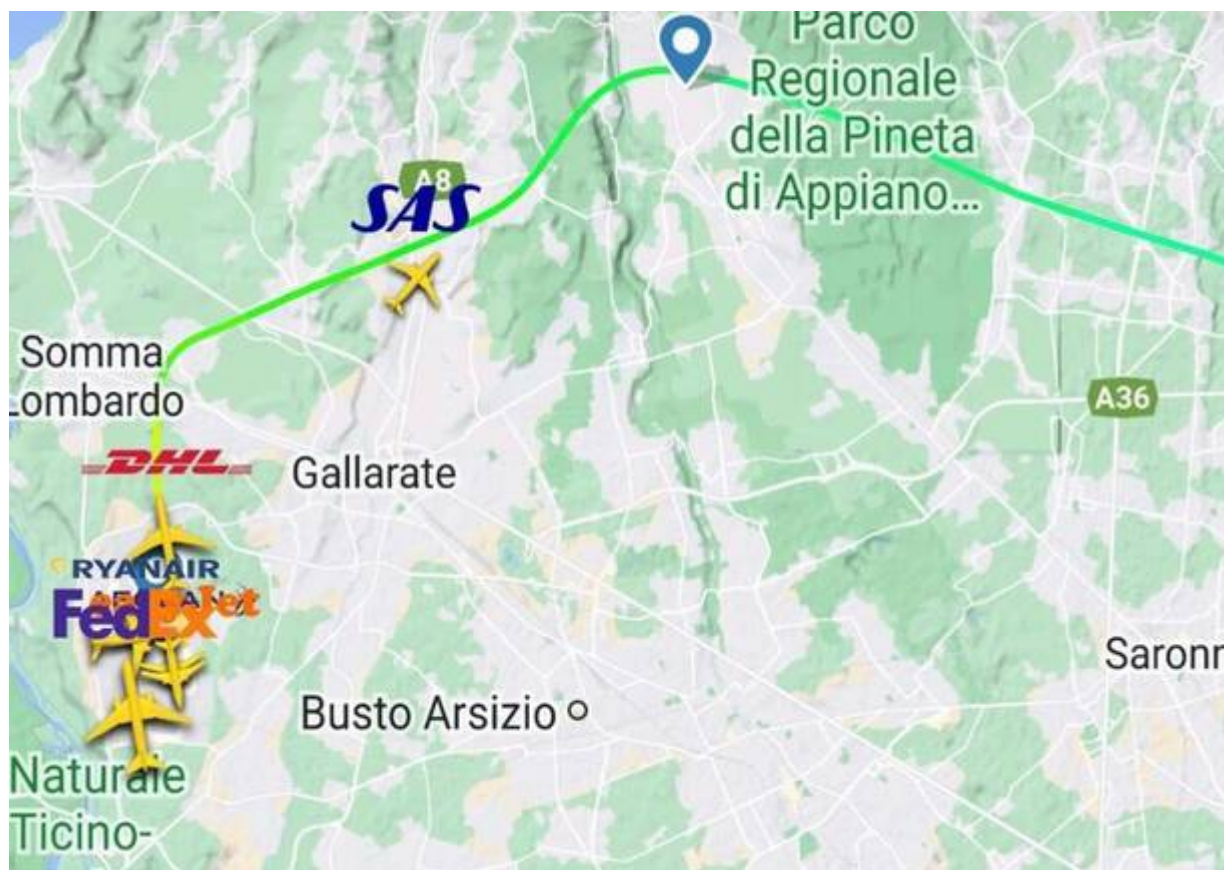 Parco
Regionale
della Pineta
di Appiano...
A8
SAS
Somma
Lombardo
A36
DHL
Gallarate
RYANAIR
FedEx
Jet
Saronn
Busto Arsizio
Naturale
Ticino-